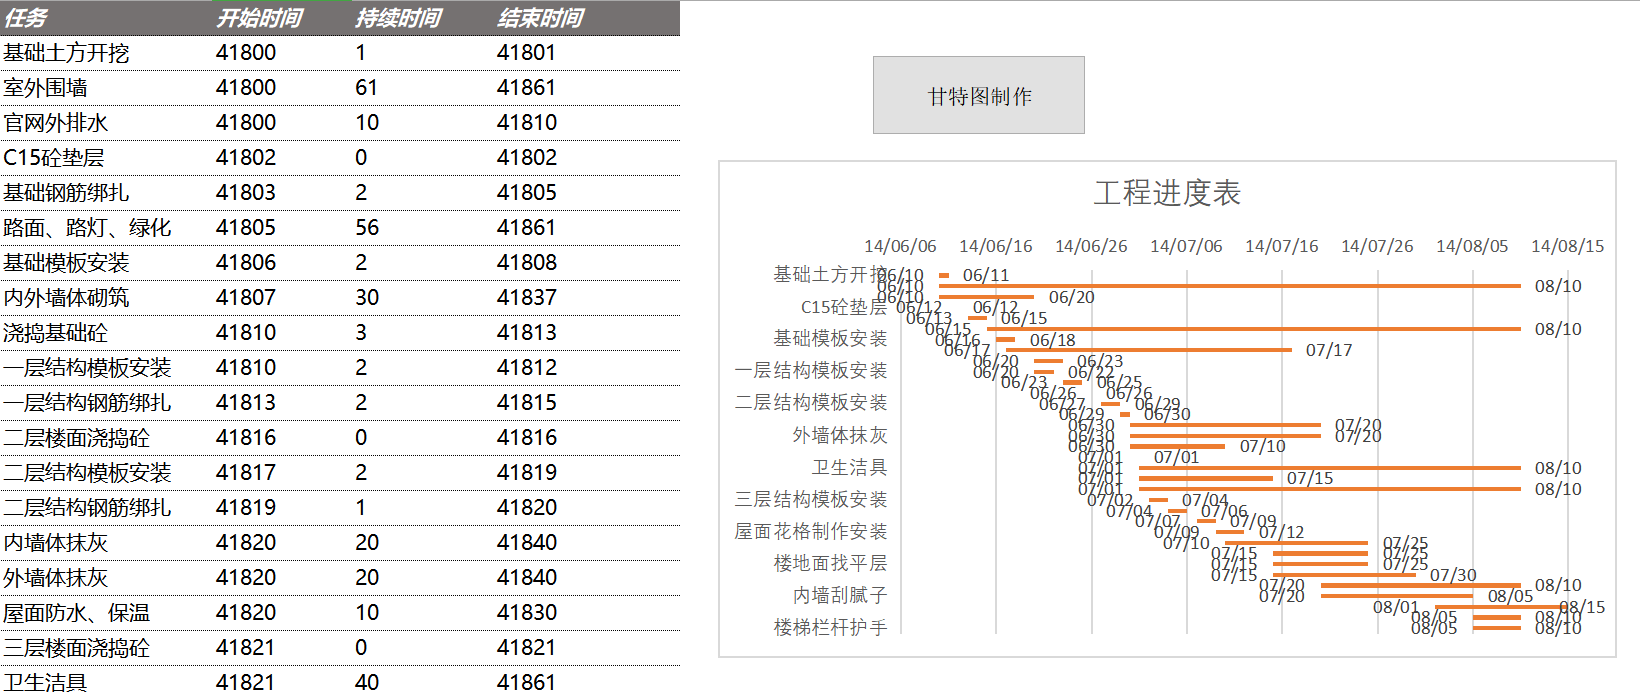 任务 开始时间 持续时间 结束时间
基础土方开挖 41800 1 41801
室外围墙 41800 61 41861
官网外排水 41800 10 41810
C15砼垫层 41802 0 41802
基础钢筋绑扎 41803 2 41805
路面、路灯、绿化 41805 56 41861
基础模板安装 41806 2 41808
内外墙体砌筑 41807 30 41837
浇捣基础砼 41810 3 41813
一层结构模板安装 41810 2 41812
一层结构钢筋绑扎 41813 2 41815
二层楼面浇捣砼 41816 0 41816
二层结构模板安装 41817 2 41819
二层结构钢筋绑扎 41819 1 41820
内墙体抹灰 41820 20 41840
外墙体抹灰 41820 20 41840
屋面防水、保温 41820 10 41830
三层楼面浇捣砼 41821 0 41821
卫生洁具 41821 40 41861
甘特图制作
工程进度表
14/06/06 14/06/16 14/06/26 14/07/06 14/07/16 14/07/26 14/08/05 14/08/15
基础土方开挖 06/10 06/11
06/10 08/10
06/10 06/20
C15砼垫层 06/12 06/12
06/13 06/15
06/15 08/10
基础模板安装 06/16 06/18
06/17 07/17
06/20 06/23
一层结构模板安装 06/20 06/22
06/23 06/25
06/26 06/26
二层结构模板安装 06/27 06/29
06/29 06/30
06/30 07/20
外墙体抹灰 06/30 07/20
06/30 07/10
07/01 07/01
卫生洁具 07/01 08/10
07/01 07/15
07/01 08/10
三层结构模板安装 07/02 07/04
07/04 07/06
07/07 07/09
屋面花格制作安装 07/09 07/12
07/10 07/25
07/15 07/25
楼地面找平层 07/15 07/25
07/15 07/30
07/20 08/10
内墙刮腻子 07/20 08/05
08/01 08/15
08/05 08/10
楼梯栏杆护手 08/05 08/10